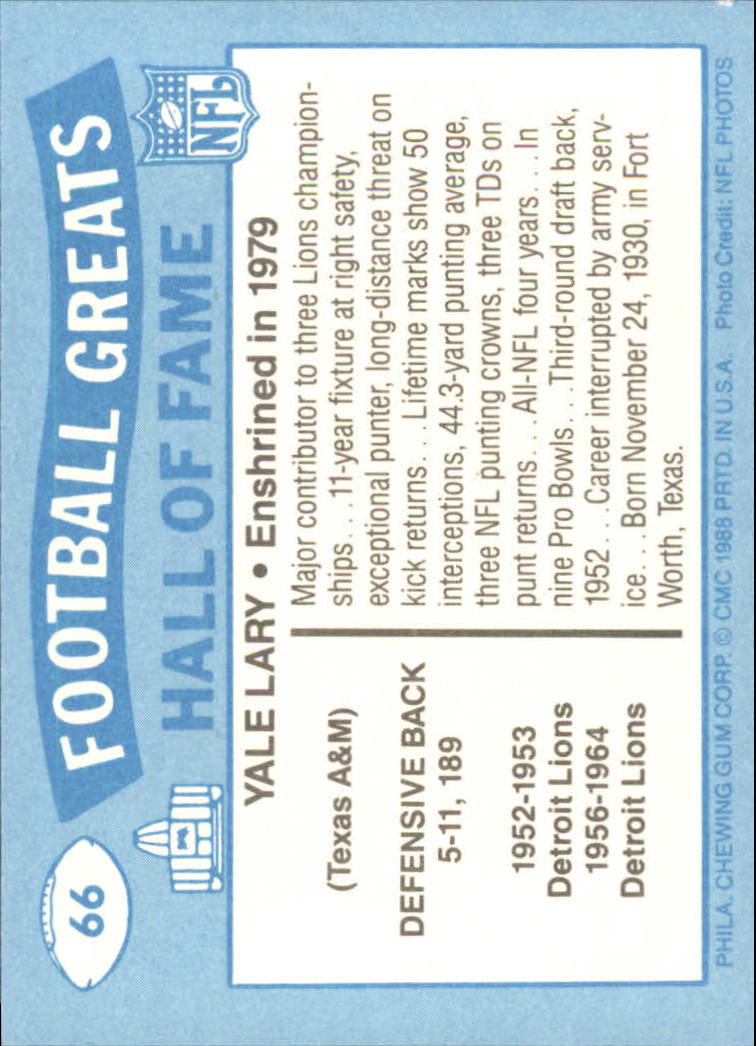 66
FOOTBALL GREATS
HALL OF FAME
NFL
YALE LARY • Enshrined in 1979
(Texas A&M)
DEFENSIVE BACK
5-11, 189
1952-1953
Detroit Lions
1956-1964
Detroit Lions
Major contributor to three Lions champion-
ships...11-year fixture at right safety,
exceptional punter, long-distance threat on
kick returns...Lifetime marks show 50
interceptions, 44.3-yard punting average,
three NFL punting crowns, three TDs on
punt returns...All-NFL four years...In
nine Pro Bowls...Third-round draft back,
1952...Career interrupted by army serv-
ice...Born November 24, 1930, in Fort
Worth, Texas.
PHILA. CHEWING GUM CORP. © CMC 1988 PRTD. IN U.S.A. Photo Credit: NFL PHOTOS